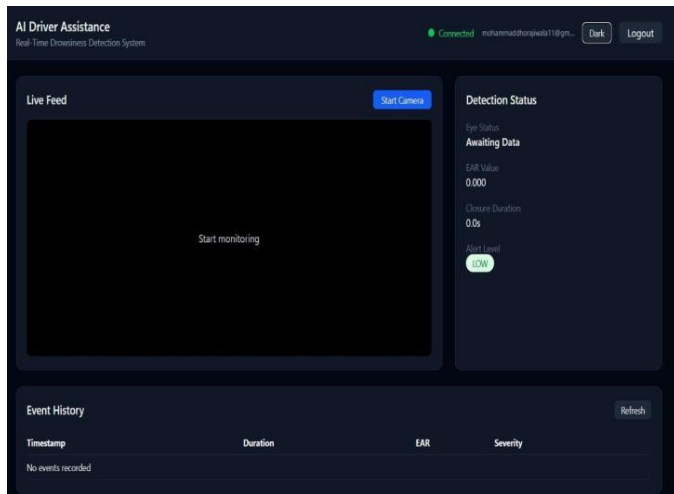 AI Driver Assistance
Real-Time Drowsiness Detection System
Connected mohammaddhorajiwala11@gm... Dark Logout
Live Feed Start Camera
Start monitoring
Detection Status
Eye Status
Awaiting Data
EAR Value
0.000
Closure Duration
0.0s
Alert Level
LOW
Event History Refresh
Timestamp Duration EAR Severity
No events recorded